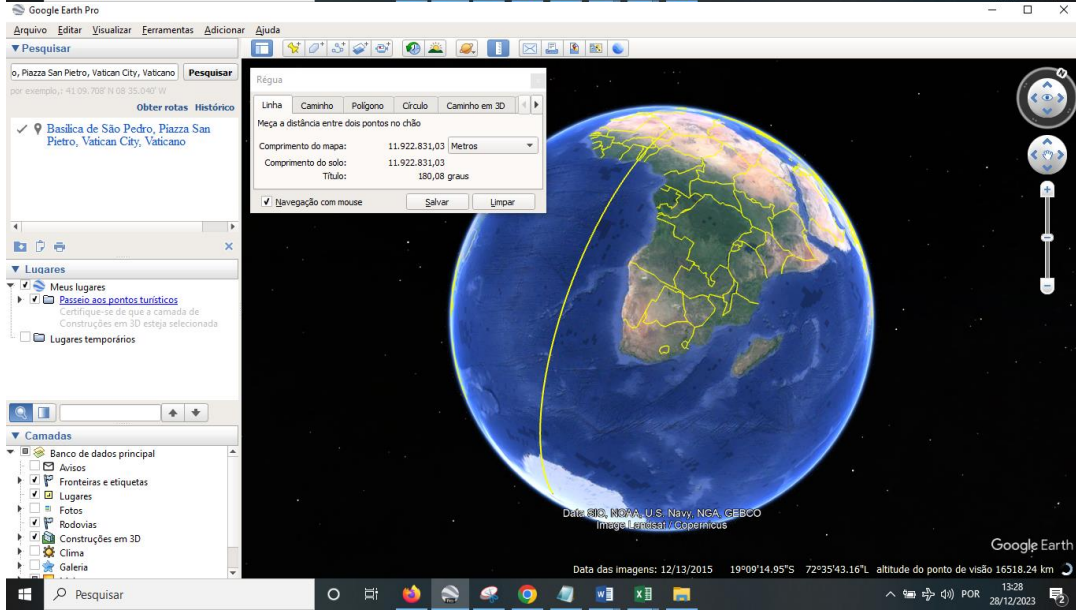 Google Earth Pro
Arquivo Editar Visualizar Ferramentas Adicionar Ajuda
Pesquisar
o, Piazza San Pietro, Vatican City, Vaticano Pesquisar
por exemplo,: 41 09.708' N 08 35.040' W
Obter rotas Histórico
Basílica de São Pedro, Piazza San
Pietro, Vatican City, Vaticano
Lugares
Meus lugares
Passeio aos pontos turísticos
Certifique-se de que a camada de
Construções em 3D esteja selecionada
Lugares temporários
Camadas
Banco de dados principal
Avisos
Fronteiras e etiquetas
Lugares
Fotos
Rodovias
Construções em 3D
Clima
Galeria
Régua
Linha Caminho Polígono Círculo Caminho em 3D
Meça a distância entre dois pontos no chão
Comprimento do mapa: 11.922.831,03 Metros
Comprimento do solo: 11.922.831,03
Título: 180,08 graus
Navegação com mouse Salvar Limpar
N
Data SIO, NOAA, U.S. Navy, NGA, GEBCO
Image Landsat / Copernicus
Google Earth
Data das imagens: 12/13/2015 19°09'14.95"S 72°35'43.16"L altitude do ponto de visão 16518.24 km
Pesquisar
POR
13:28
28/12/2023
2